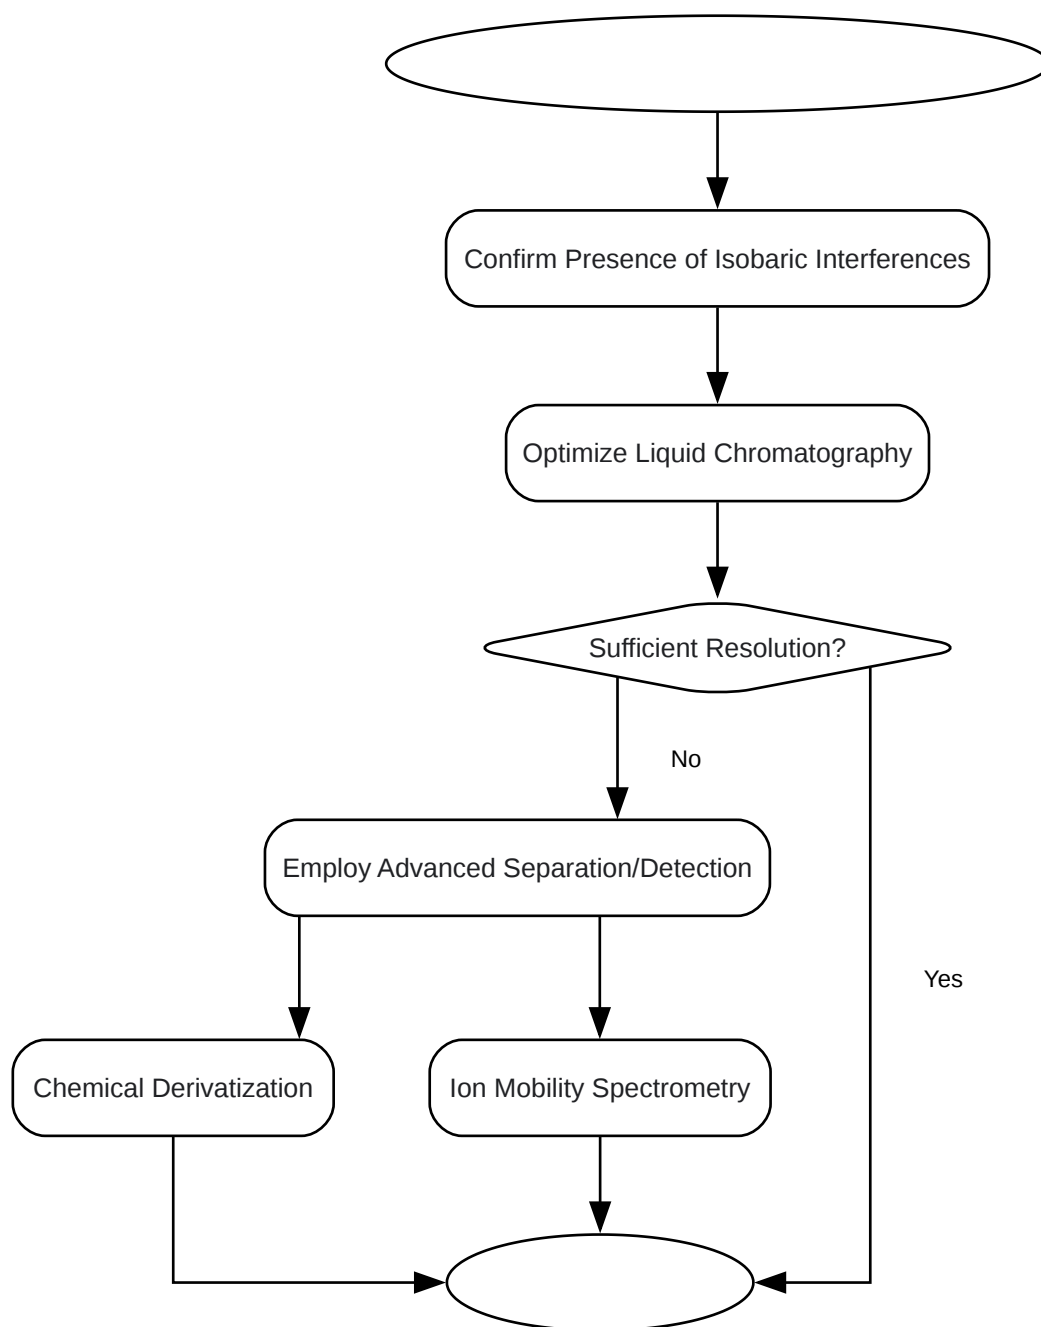 Confirm Presence of Isobaric Interferences
Optimize Liquid Chromatography
Sufficient Resolution?
No
Employ Advanced Separation/Detection
Yes
Chemical Derivatization
Ion Mobility Spectrometry